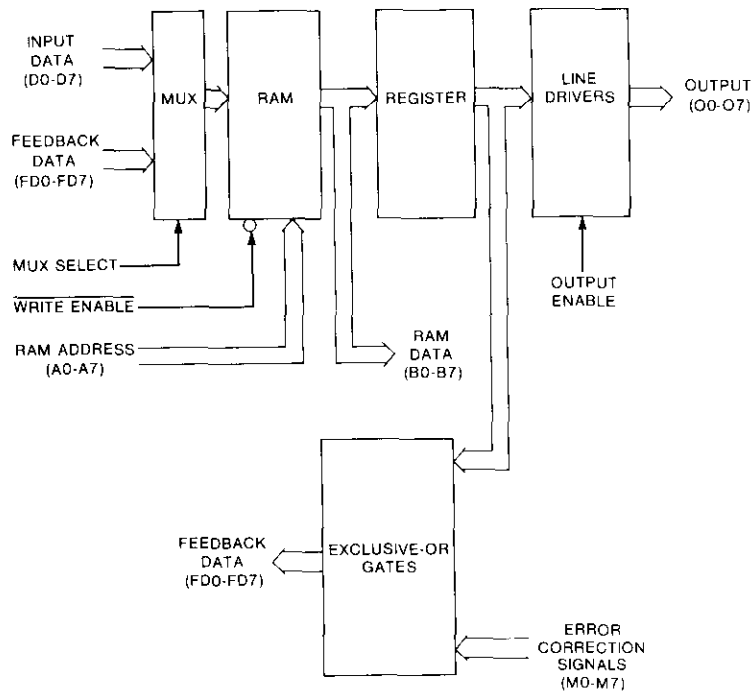 INPUT
DATA
(D0-D7)
MUX
RAM
REGISTER
LINE
DRIVERS
OUTPUT
(O0-O7)
FEEDBACK
DATA
(FD0-FD7)
MUX SELECT
WRITE ENABLE
RAM ADDRESS
(A0-A7)
RAM
DATA
(B0-B7)
OUTPUT
ENABLE
FEEDBACK
DATA
(FD0-FD7)
EXCLUSIVE-OR
GATES
ERROR
CORRECTION
SIGNALS
(M0-M7)